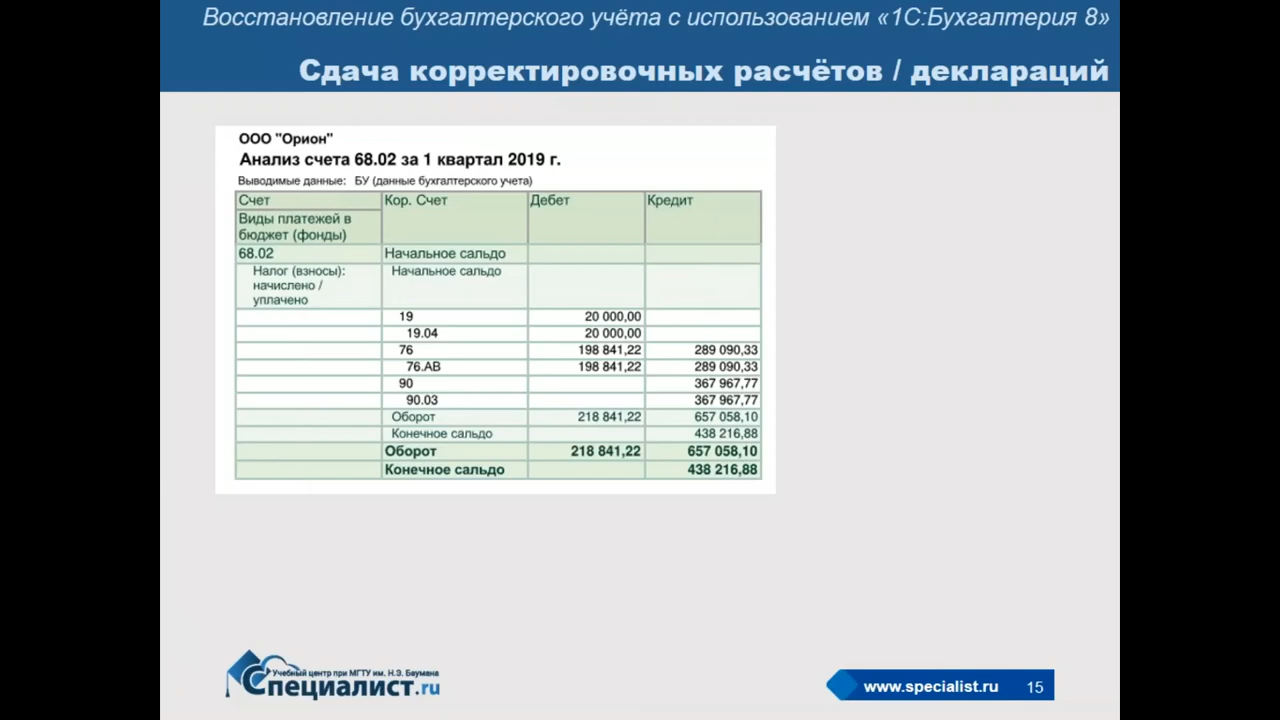 Восстановление бухгалтерского учёта с использованием «1С:Бухгалтерия 8»
Сдача корректировочных расчётов / деклараций
ООО "Орион"
Анализ счета 68.02 за 1 квартал 2019 г.
Выводимые данные: БУ (данные бухгалтерского учета)
Счет Кор. Счет Дебет Кредит
Виды платежей в
бюджет (фонды)
68.02 Начальное сальдо
Налог (взносы): Начальное сальдо
начислено /
уплачено
19 20 000,00
19.04 20 000,00
76 198 841,22 289 090,33
76.АВ 198 841,22 289 090,33
90 367 967,77
90.03 367 967,77
Оборот 218 841,22 657 058,10
Конечное сальдо 438 216,88
Оборот 218 841,22 657 058,10
Конечное сальдо 438 216,88
Учебный центр при МГТУ им. Н.Э. Баумана
Специалист.ru
www.specialist.ru 15